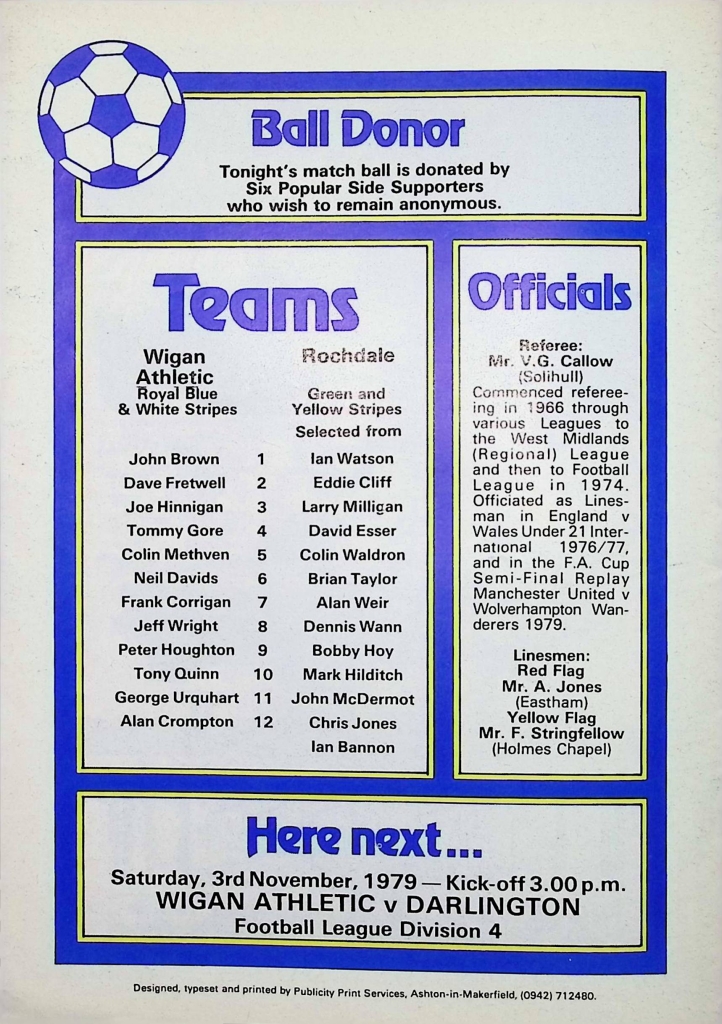 Ball Donor
Tonight's match ball is donated by
Six Popular Side Supporters
who wish to remain anonymous.
Teams
Wigan
Athletic
Royal Blue
& White Stripes
Rochdale
Green and
Yellow Stripes
Selected from
John Brown 1 Ian Watson
Dave Fretwell 2 Eddie Cliff
Joe Hinnigan 3 Larry Milligan
Tommy Gore 4 David Esser
Colin Methven 5 Colin Waldron
Neil Davids 6 Brian Taylor
Frank Corrigan 7 Alan Weir
Jeff Wright 8 Dennis Wann
Peter Houghton 9 Bobby Hoy
Tony Quinn 10 Mark Hilditch
George Urquhart 11 John McDermot
Alan Crompton 12 Chris Jones
Ian Bannon
Officials
Referee:
Mr. V.G. Callow
(Solihull)
Commenced referee-
ing in 1966 through
various Leagues to
the West Midlands
(Regional) League
and then to Football
League in 1974.
Officiated as Lines-
man in England v
Wales Under 21 Inter-
national 1976/77,
and in the F.A. Cup
Semi-Final Replay
Manchester United v
Wolverhampton Wan-
derers 1979.
Linesmen:
Red Flag
Mr. A. Jones
(Eastham)
Yellow Flag
Mr. F. Stringfellow
(Holmes Chapel)
Here next...
Saturday, 3rd November, 1979 — Kick-off 3.00 p.m.
WIGAN ATHLETIC v DARLINGTON
Football League Division 4
Designed, typeset and printed by Publicity Print Services, Ashton-in-Makerfield, (0942) 712480.